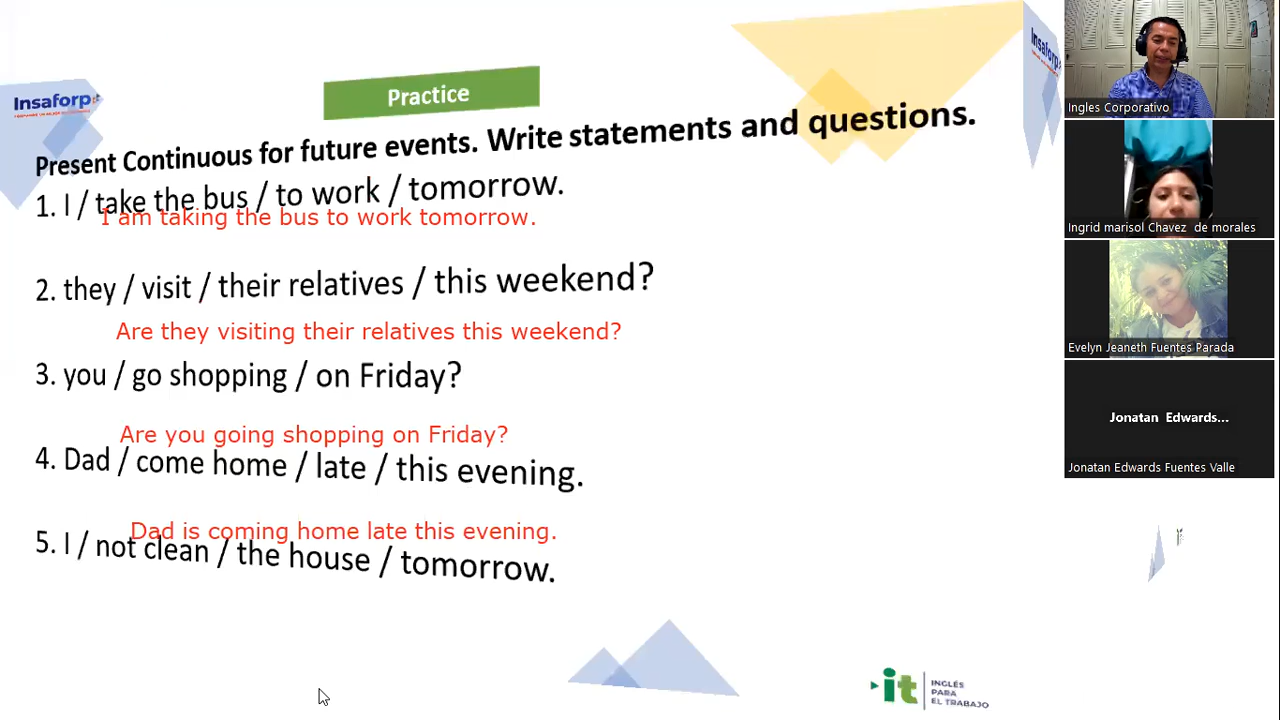 Insaforp
Practice
Insaforp
Present Continuous for future events. Write statements and questions.
1. I / take the bus / to work / tomorrow.
I am taking the bus to work tomorrow.
2. they / visit / their relatives / this weekend?
Are they visiting their relatives this weekend?
3. you / go shopping / on Friday?
Are you going shopping on Friday?
4. Dad / come home / late / this evening.
Dad is coming home late this evening.
5. I / not clean / the house / tomorrow.
it
INGLÉS
PARA
EL TRABAJO
Ingles Corporativo
Ingrid marisol Chavez de morales
Evelyn Jeaneth Fuentes Parada
Jonatan Edwards...
Jonatan Edwards Fuentes Valle